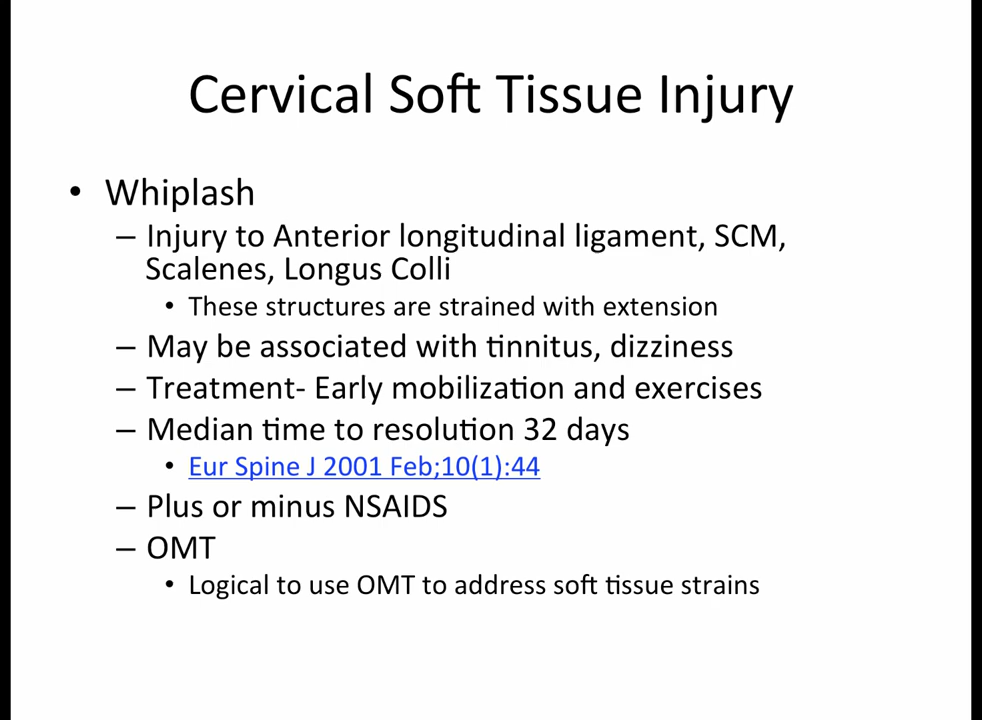 Cervical Soft Tissue Injury
• Whiplash
– Injury to Anterior longitudinal ligament, SCM,
Scalenes, Longus Colli
• These structures are strained with extension
– May be associated with tinnitus, dizziness
– Treatment- Early mobilization and exercises
– Median time to resolution 32 days
• Eur Spine J 2001 Feb;10(1):44
– Plus or minus NSAIDS
– OMT
• Logical to use OMT to address soft tissue strains